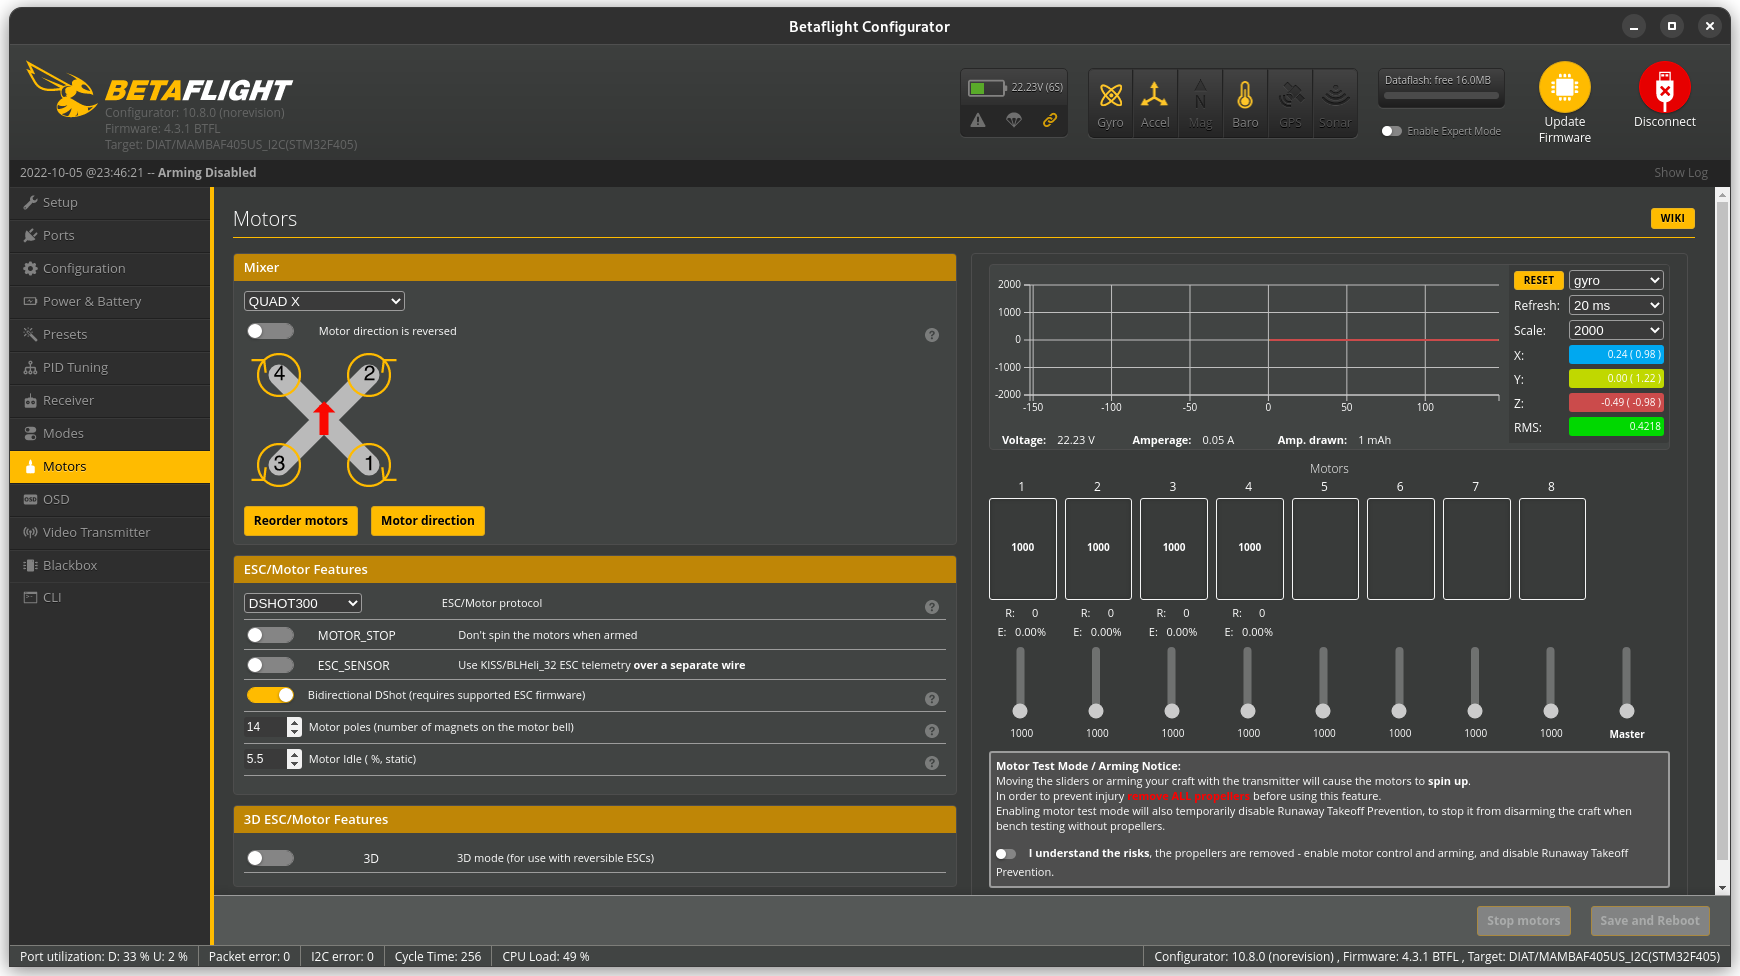 Betaflight Configurator
BETAFLIGHT
Configurator: 10.8.0 (norevision)
Firmware: 4.3.1 BTFL
Target: DIAT/MAMBAF405US_I2C(STM32F405)
22.23V (6S)
Gyro
Accel
Mag
Baro
GPS
Sonar
Dataflash: free 16.0MB
Enable Expert Mode
Update
Firmware
Disconnect
2022-10-05 @23:46:21 -- Arming Disabled
Show Log
Setup
Ports
Configuration
Power & Battery
Presets
PID Tuning
Receiver
Modes
Motors
OSD
Video Transmitter
Blackbox
CLI
Motors
WIKI
Mixer
QUAD X
Motor direction is reversed
?
4
2
3
1
Reorder motors
Motor direction
ESC/Motor Features
DSHOT300
ESC/Motor protocol
?
MOTOR_STOP
Don't spin the motors when armed
ESC_SENSOR
Use KISS/BLHeli_32 ESC telemetry over a separate wire
Bidirectional DShot (requires supported ESC firmware)
?
14
Motor poles (number of magnets on the motor bell)
?
5.5
Motor Idle ( %, static)
?
3D ESC/Motor Features
3D
3D mode (for use with reversible ESCs)
2000
1000
0
-1000
-2000
-150
-100
-50
0
50
100
Voltage: 22.23 V
Amperage: 0.05 A
Amp. drawn: 1 mAh
RESET
gyro
Refresh:
20 ms
Scale:
2000
X:
0.24 ( 0.98 )
Y:
0.00 ( 1.22 )
Z:
-0.49 ( -0.98 )
RMS:
0.4218
Motors
1 2 3 4 5 6 7 8
1000 1000 1000 1000
R: 0 R: 0 R: 0 R: 0
E: 0.00% E: 0.00% E: 0.00% E: 0.00%
1000 1000 1000 1000 1000 1000 1000 1000 Master
Motor Test Mode / Arming Notice:
Moving the sliders or arming your craft with the transmitter will cause the motors to spin up.
In order to prevent injury remove ALL propellers before using this feature.
Enabling motor test mode will also temporarily disable Runaway Takeoff Prevention, to stop it from disarming the craft when
bench testing without propellers.
I understand the risks, the propellers are removed - enable motor control and arming, and disable Runaway Takeoff
Prevention.
Stop motors
Save and Reboot
Port utilization: D: 33 % U: 2 %
Packet error: 0
I2C error: 0
Cycle Time: 256
CPU Load: 49 %
Configurator: 10.8.0 (norevision) , Firmware: 4.3.1 BTFL , Target: DIAT/MAMBAF405US_I2C(STM32F405)